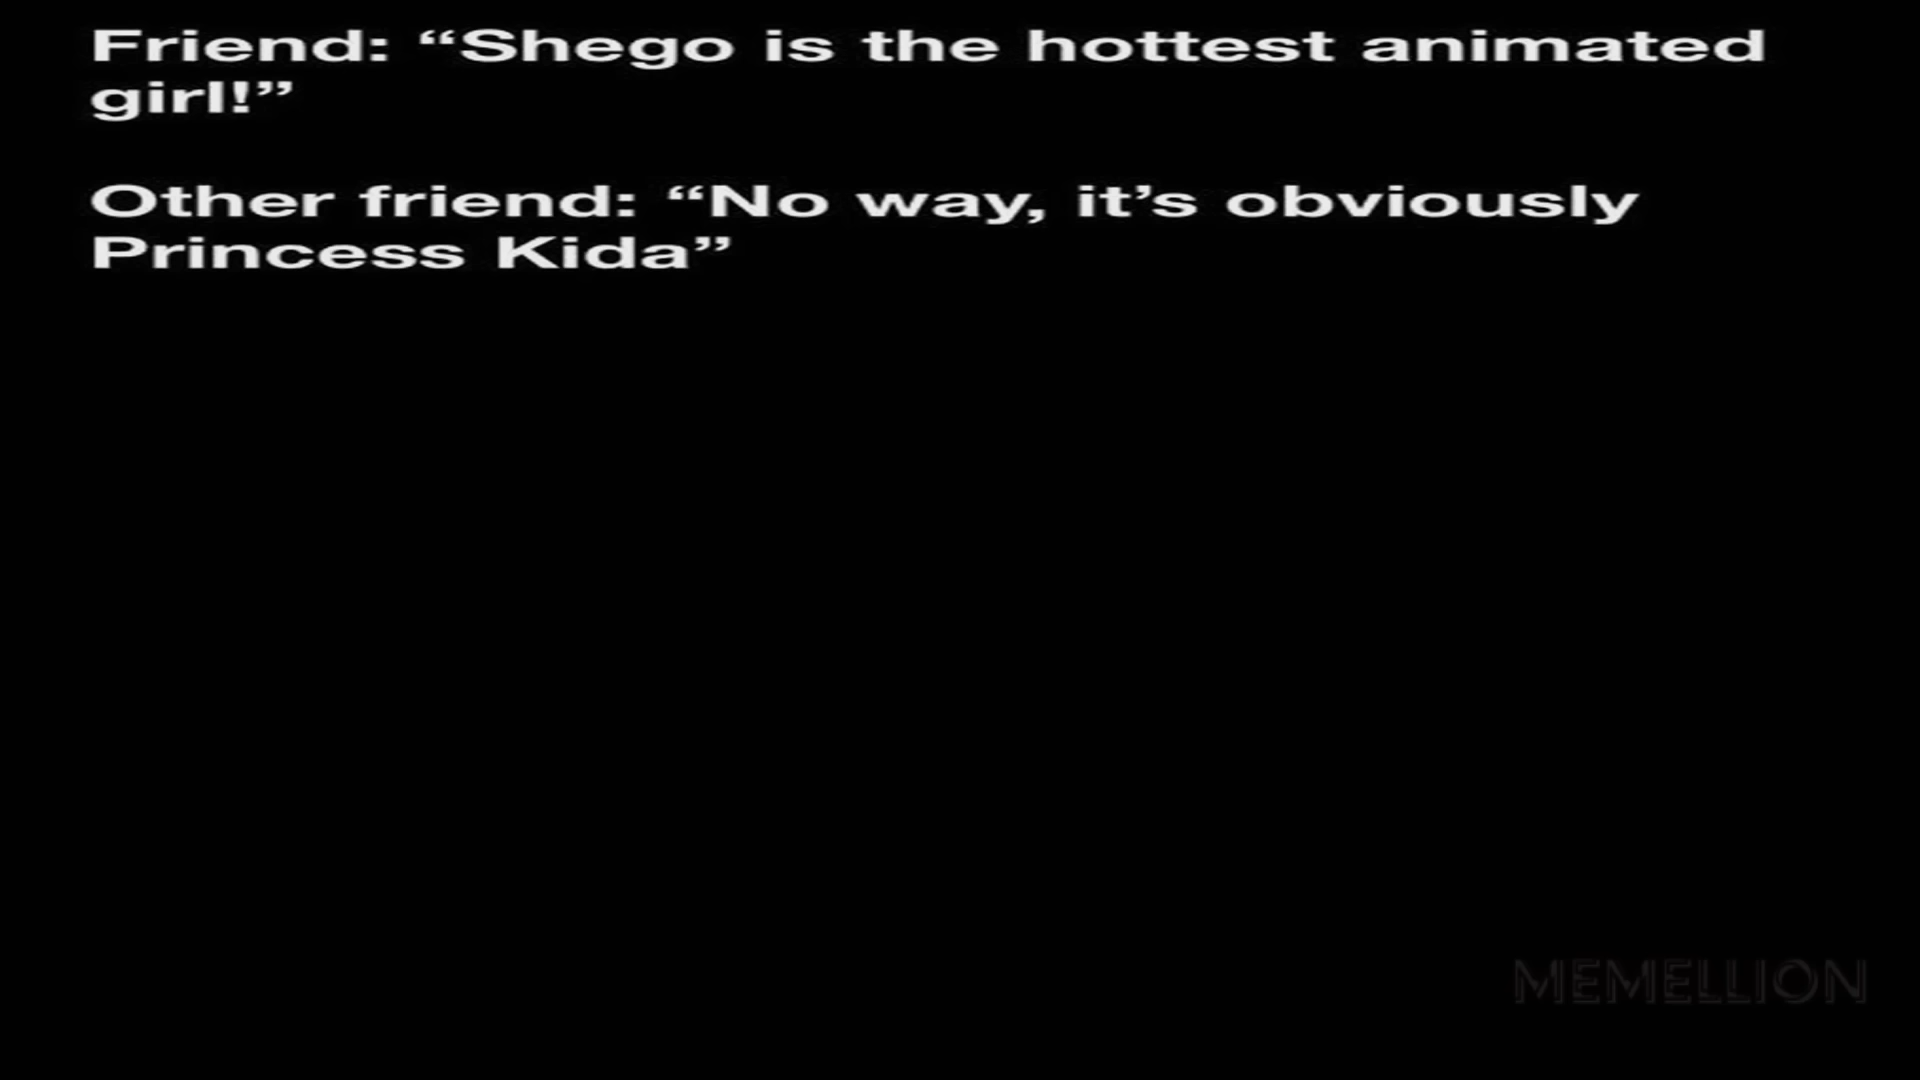 Friend: “Shego is the hottest animated
girl!”
Other friend: “No way, it’s obviously
Princess Kida”
MEMELLION